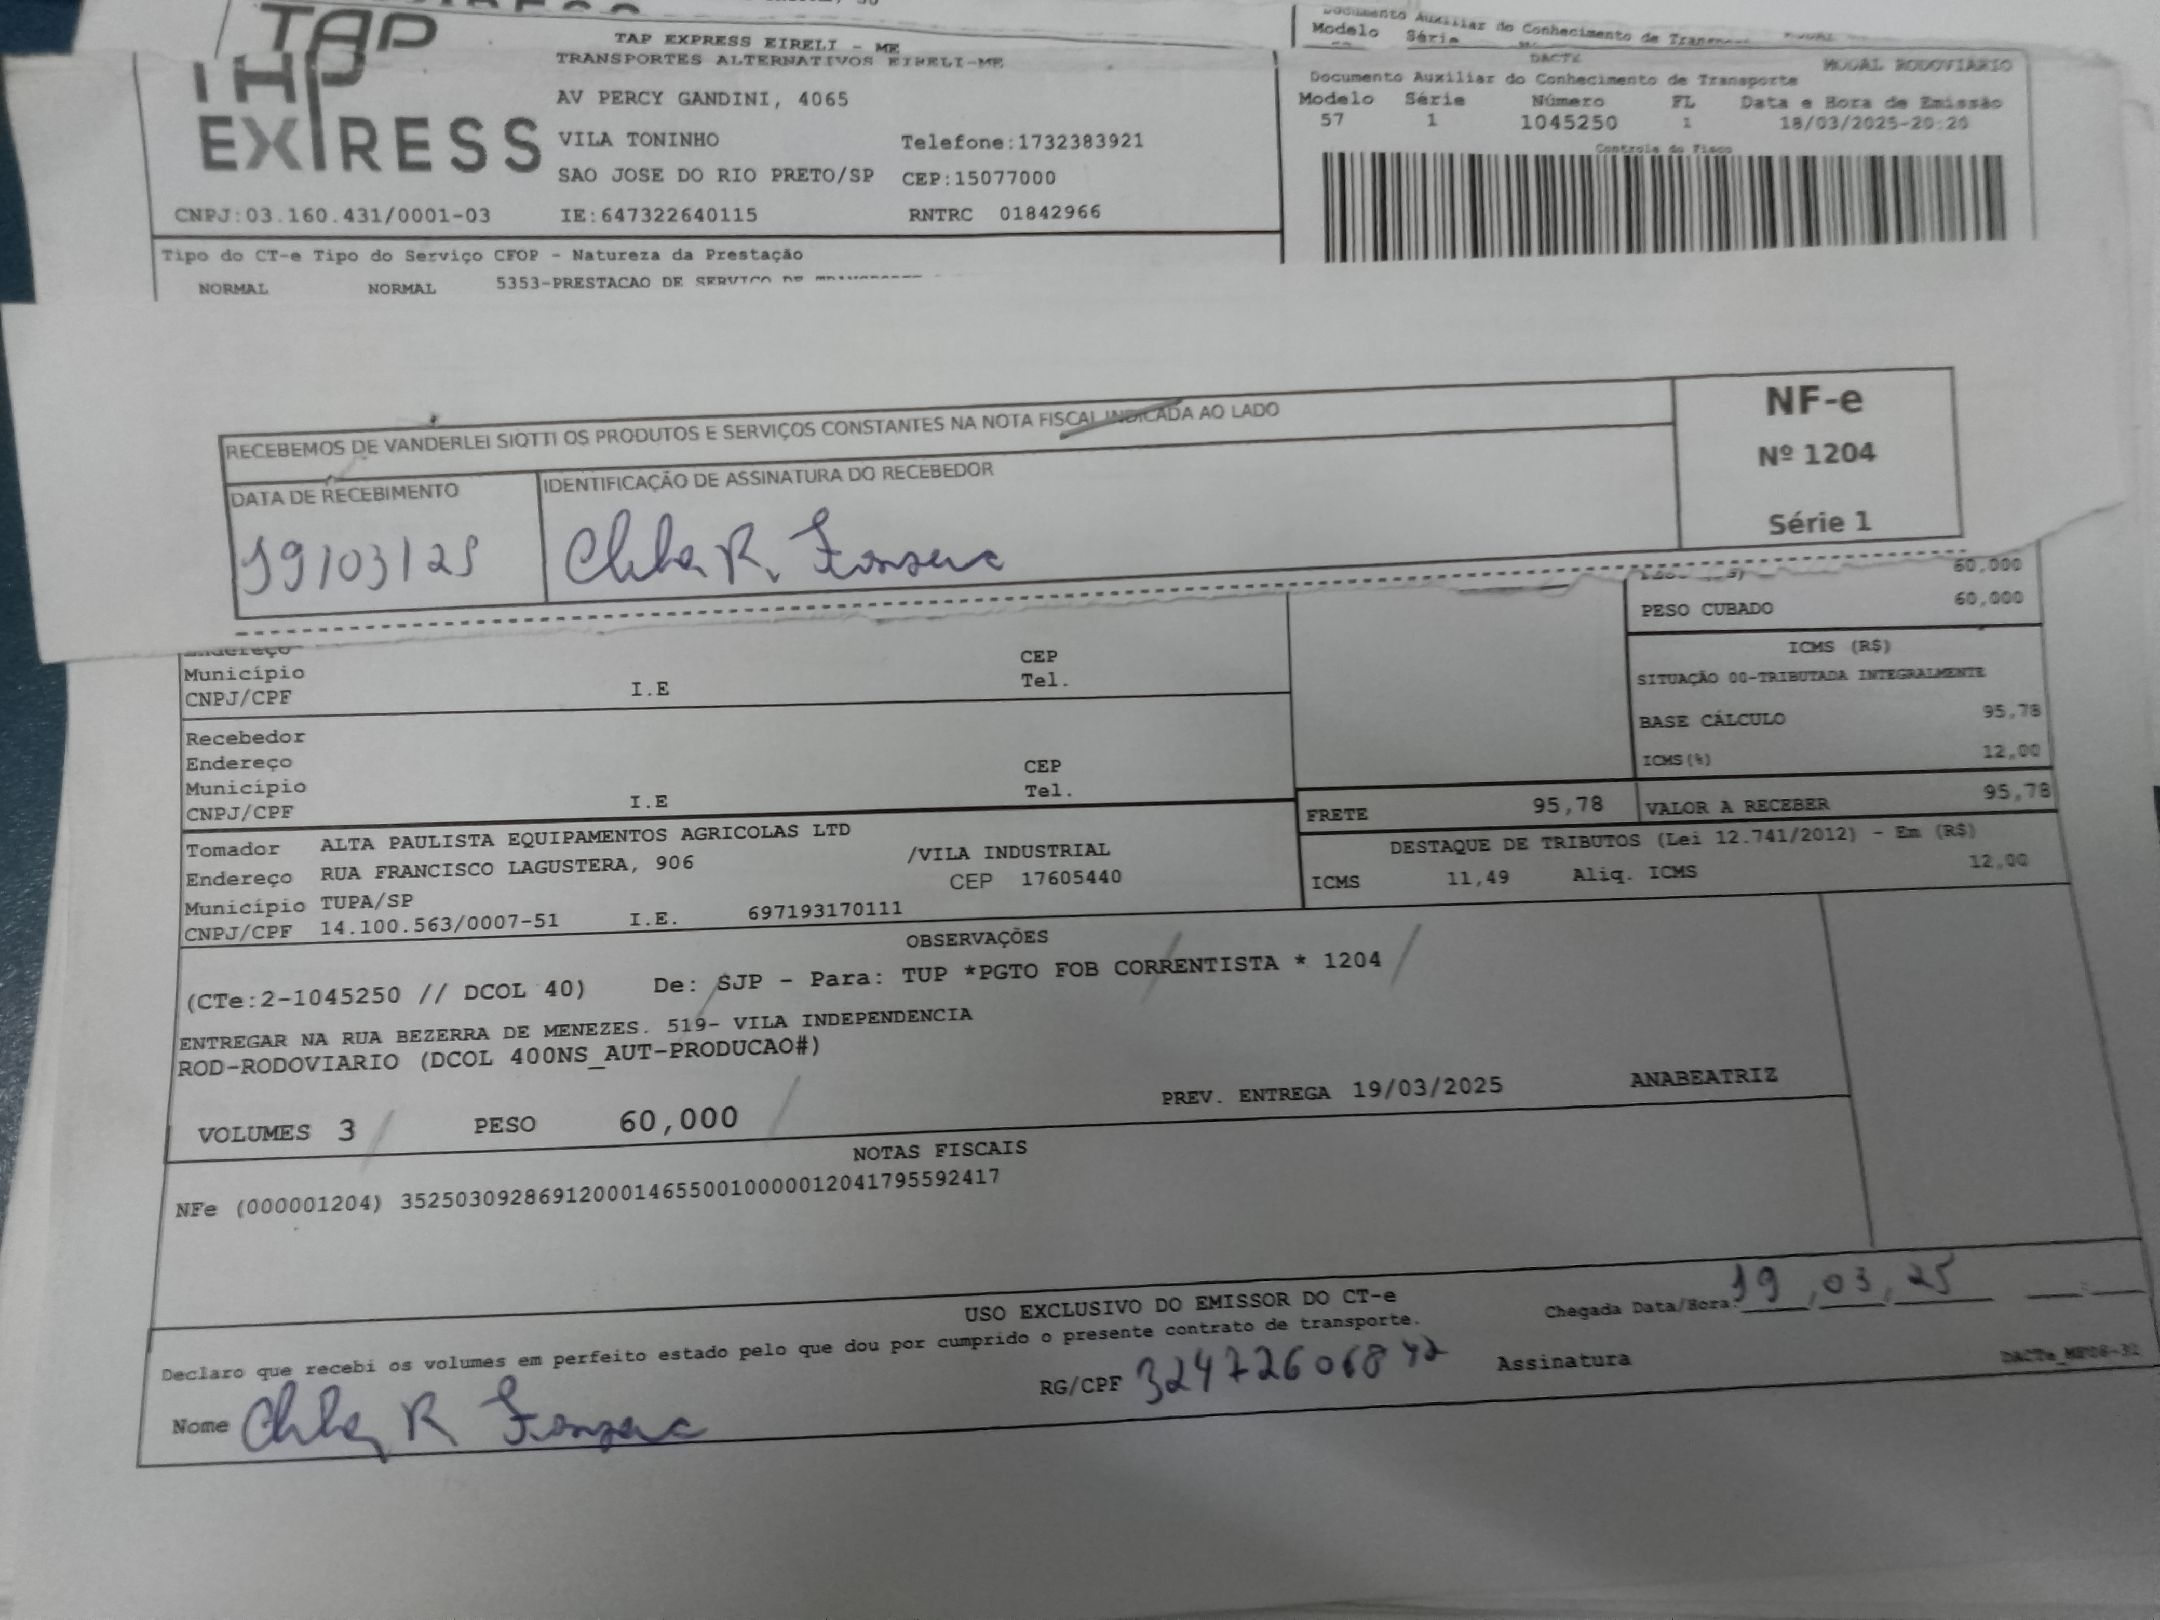 TAP
TAP EXPRESS EIRELI - ME
TRANSPORTES ALTERNATIVOS EIRELI-ME
EXPRESS
AV PERCY GANDINI, 4065
VILA TONINHO Telefone:1732383921
SAO JOSE DO RIO PRETO/SP CEP:15077000
CNPJ:03.160.431/0001-03 IE:647322640115 RNTRC 01842966
Documento Auxiliar do Conhecimento de
Modelo Série
DACTE MODAL RODOVIARIO
Documento Auxiliar do Conhecimento de Transporte
Modelo Série Número FL Data e Hora de Emissão
57 1 1045250 1 18/03/2025-20:20
Controle do Fisco
Tipo do CT-e Tipo do Serviço CFOP - Natureza da Prestação
NORMAL NORMAL 5353-PRESTACAO DE SERVICO DE
RECEBEMOS DE VANDERLEI SIOTTI OS PRODUTOS E SERVIÇOS CONSTANTES NA NOTA FISCAL INDICADA AO LADO
NF-e
Nº 1204
Série 1
DATA DE RECEBIMENTO IDENTIFICAÇÃO DE ASSINATURA DO RECEBEDOR
19/03/25 R. Fonseca
60,000
PESO CUBADO 60,000
Endereço
Município CEP
CNPJ/CPF I.E Tel.
ICMS (R$)
SITUAÇÃO 00-TRIBUTADA INTEGRALMENTE
BASE CÁLCULO 95,78
ICMS(%) 12,00
Recebedor
Endereço
Município CEP
CNPJ/CPF I.E Tel.
FRETE 95,78 VALOR A RECEBER 95,78
DESTAQUE DE TRIBUTOS (Lei 12.741/2012) - Em (R$)
ICMS 11,49 Aliq. ICMS 12,00
Tomador ALTA PAULISTA EQUIPAMENTOS AGRICOLAS LTD
Endereço RUA FRANCISCO LAGUSTERA, 906 /VILA INDUSTRIAL
Município TUPA/SP CEP 17605440
CNPJ/CPF 14.100.563/0007-51 I.E. 697193170111
OBSERVAÇÕES
(CTe:2-1045250 // DCOL 40) De: SJP - Para: TUP *PGTO FOB CORRENTISTA * 1204
ENTREGAR NA RUA BEZERRA DE MENEZES. 519- VILA INDEPENDENCIA
ROD-RODOVIARIO (DCOL 400NS_AUT-PRODUCAO#)
VOLUMES 3 PESO 60,000 PREV. ENTREGA 19/03/2025 ANABEATRIZ
NOTAS FISCAIS
NFe (000001204) 35250309286912000146550010000012041795592417
USO EXCLUSIVO DO EMISSOR DO CT-e
Declaro que recebi os volumes em perfeito estado pelo que dou por cumprido o presente contrato de transporte.
Chegada Data/Hora: 19,03,25
Nome R Fonseca RG/CPF 32472606842 Assinatura